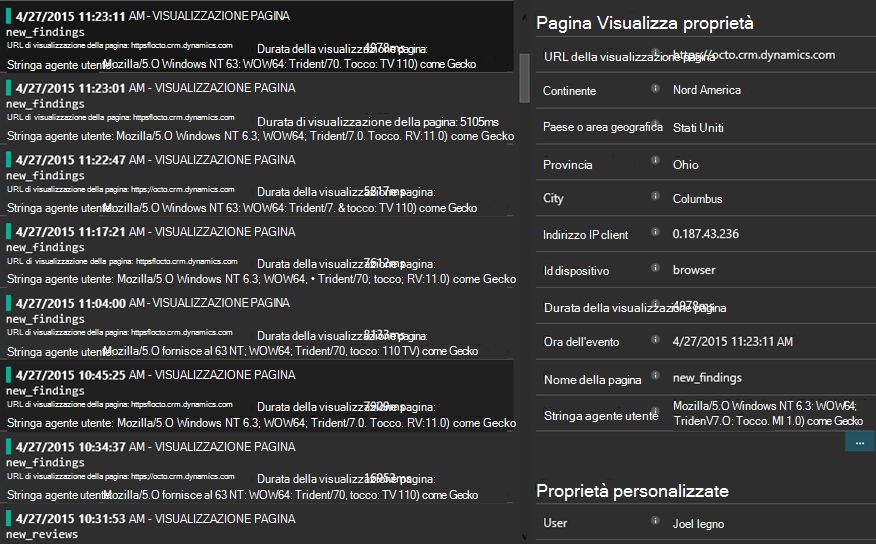 4/27/2015 11:23:11 AM - VISUALIZZAZIONE PAGINA
new_findings
URL di visualizzazione della pagina: httpsflocto.crm.dynamics.com
Durata della visualizzazione pagina: 4978ms
Stringa agente utente: Mozilla/5.O Windows NT 63: WOW64: Trident/7.0. Tocco: TV 110) come Gecko
4/27/2015 11:23:01 AM - VISUALIZZAZIONE PAGINA
new_findings
URL di visualizzazione della pagina: httpsflocto.crm.dynamics.com
Durata di visualizzazione della pagina: 5105ms
Stringa agente utente: Mozilla/5.O Windows NT 6.3; WOW64; Trident/7.0. Tocco. RV:11.0) come Gecko
4/27/2015 11:22:47 AM - VISUALIZZAZIONE PAGINA
new_findings
URL di visualizzazione della pagina: https;//octo.crm.dynamics.com
Durata della visualizzazione pagina: 5817ms
Stringa agente utente: Mozilla/5.O Windows NT 63: WOW64: Trident/7. & tocco: TV 110) come Gecko
4/27/2015 11:17:21 AM - VISUALIZZAZIONE PAGINA
new_findings
URL di visualizzazione della pagina: httpsflocto.crm.dynamics.com
Durata della visualizzazione pagina: 7612ms
Stringa agente utente: Mozilla/5.O Windows NT 6.3; WOW64, • Trident/70; tocco; RV:11.0) come Gecko
4/27/2015 11:04:00 AM -VISUALIZZAZIONE PAGINA
new_findings
URL di visualizzazione della pagina: httpsflocto.crm.dynamics.com
Durata della visualizzazione pagina: 8133ms
Stringa agente utente: Mozilla/5.O fornisce al 63 NT; WOW64; Trident/70, tocco: 110 TV) come Gecko
4/27/2015 10:45:25 AM - VISUALIZZAZIONE PAGINA
new_findings
URL di visualizzazione della pagina: httpsflocto.crm.dynamics.com
Durata della visualizzazione pagina: 7929ms
Stringa agente utente: Mozilla/5.O Windows NT 6.3; WOW64; Trident/7.0. Tocco. RV:11.0) come Gecko
4/27/2015 10:34:37 AM - VISUALIZZAZIONE PAGINA
new_findings
URL di visualizzazione della pagina: https;//octo.crm.dynamics.com
Durata della visualizzazione pagina: 16952ms
Stringa agente utente: Mozilla/5.O fornisce al 63 NT: WOW64: Trident/70, tocco, TV 110) come Gecko
4/27/2015 10:31:53 AM - VISUALIZZAZIONE PAGINA
new_reviews
Pagina Visualizza proprietà
URL della visualizzazione pagina https://octo.crm.dynamics.com
Continente Nord America
Paese o area geografica Stati Uniti
Provincia Ohio
City Columbus
Indirizzo IP client 0.187.43.236
Id dispositivo browser
Durata della visualizzazione pagina 4978ms
Ora dell'evento 4/27/2015 11:23:11 AM
Nome della pagina new_findings
Stringa agente utente Mozilla/5.O Windows NT 6.3: WOW64;
TridenV7.O: Tocco. MI 1.0) come Gecko
...
Proprietà personalizzate
User Joel legno